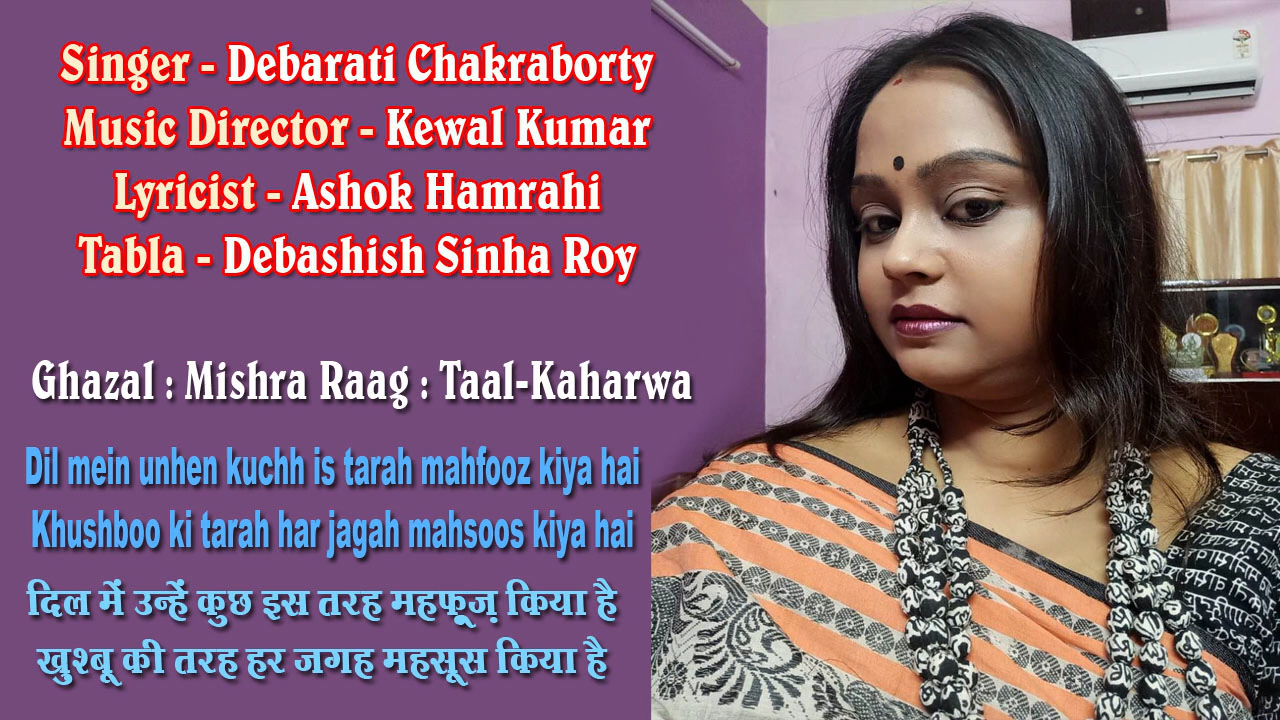 Singer - Debarati Chakraborty
Music Director - Kewal Kumar
Lyricist - Ashok Hamrahi
Tabla - Debashish Sinha Roy
Ghazal : Mishra Raag : Taal-Kaharwa
Dil mein unhen kuchh is tarah mahfooz kiya hai
Khushboo ki tarah har jagah mahsoos kiya hai
दिल में उन्हें कुछ इस तरह महफ़ूज़ किया है
खुश्बू की तरह हर जगह महसूस किया है